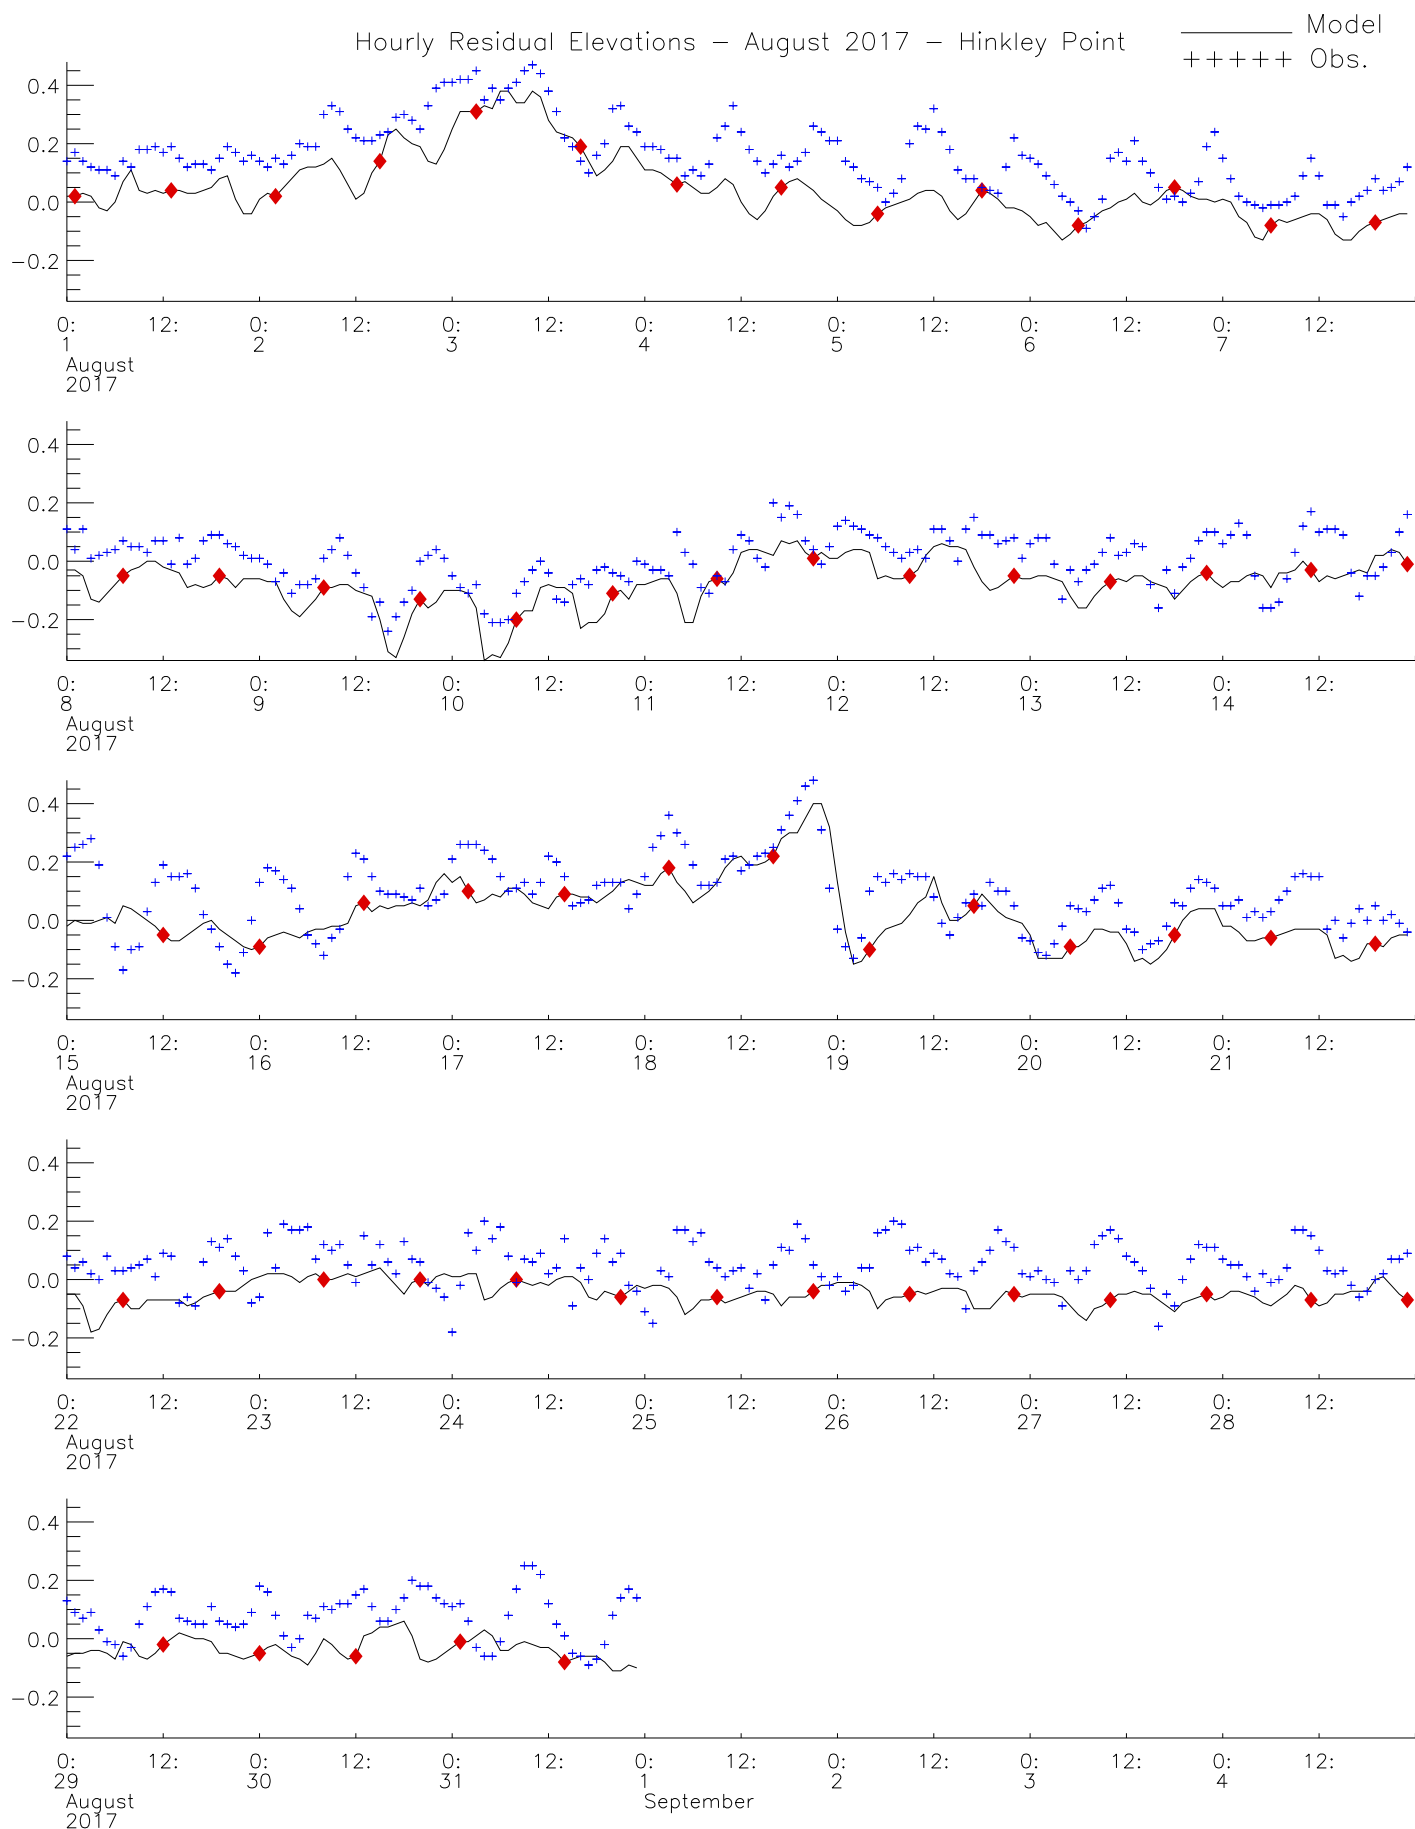 Hourly Residual Elevations − August 2017 − Hinkley Point
Model
+++++ Obs.
0.4
0.2
0.0
−0.2
0: 12: 0: 12: 0: 12: 0: 12: 0: 12: 0: 12: 0: 12:
1 2 3 4 5 6 7
August
2017
0.4
0.2
0.0
−0.2
0: 12: 0: 12: 0: 12: 0: 12: 0: 12: 0: 12: 0: 12:
8 9 10 11 12 13 14
August
2017
0.4
0.2
0.0
−0.2
0: 12: 0: 12: 0: 12: 0: 12: 0: 12: 0: 12: 0: 12:
15 16 17 18 19 20 21
August
2017
0.4
0.2
0.0
−0.2
0: 12: 0: 12: 0: 12: 0: 12: 0: 12: 0: 12: 0: 12:
22 23 24 25 26 27 28
August
2017
0.4
0.2
0.0
−0.2
0: 12: 0: 12: 0: 12: 0: 12: 0: 12: 0: 12: 0: 12:
29 30 31 1 2 3 4
August September
2017